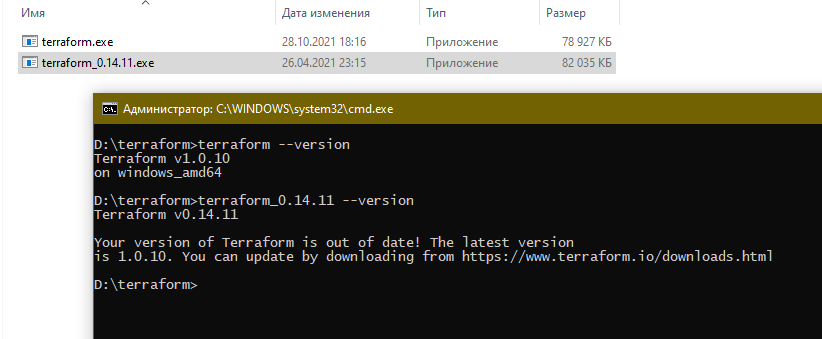 Имя Дата изменения Тип Размер
terraform.exe 28.10.2021 18:16 Приложение 78 927 КБ
terraform_0.14.11.exe 26.04.2021 23:15 Приложение 82 035 КБ
Администратор: C:\WINDOWS\system32\cmd.exe
D:\terraform>terraform --version
Terraform v1.0.10
on windows_amd64
D:\terraform>terraform_0.14.11 --version
Terraform v0.14.11
Your version of Terraform is out of date! The latest version
is 1.0.10. You can update by downloading from https://www.terraform.io/downloads.html
D:\terraform>